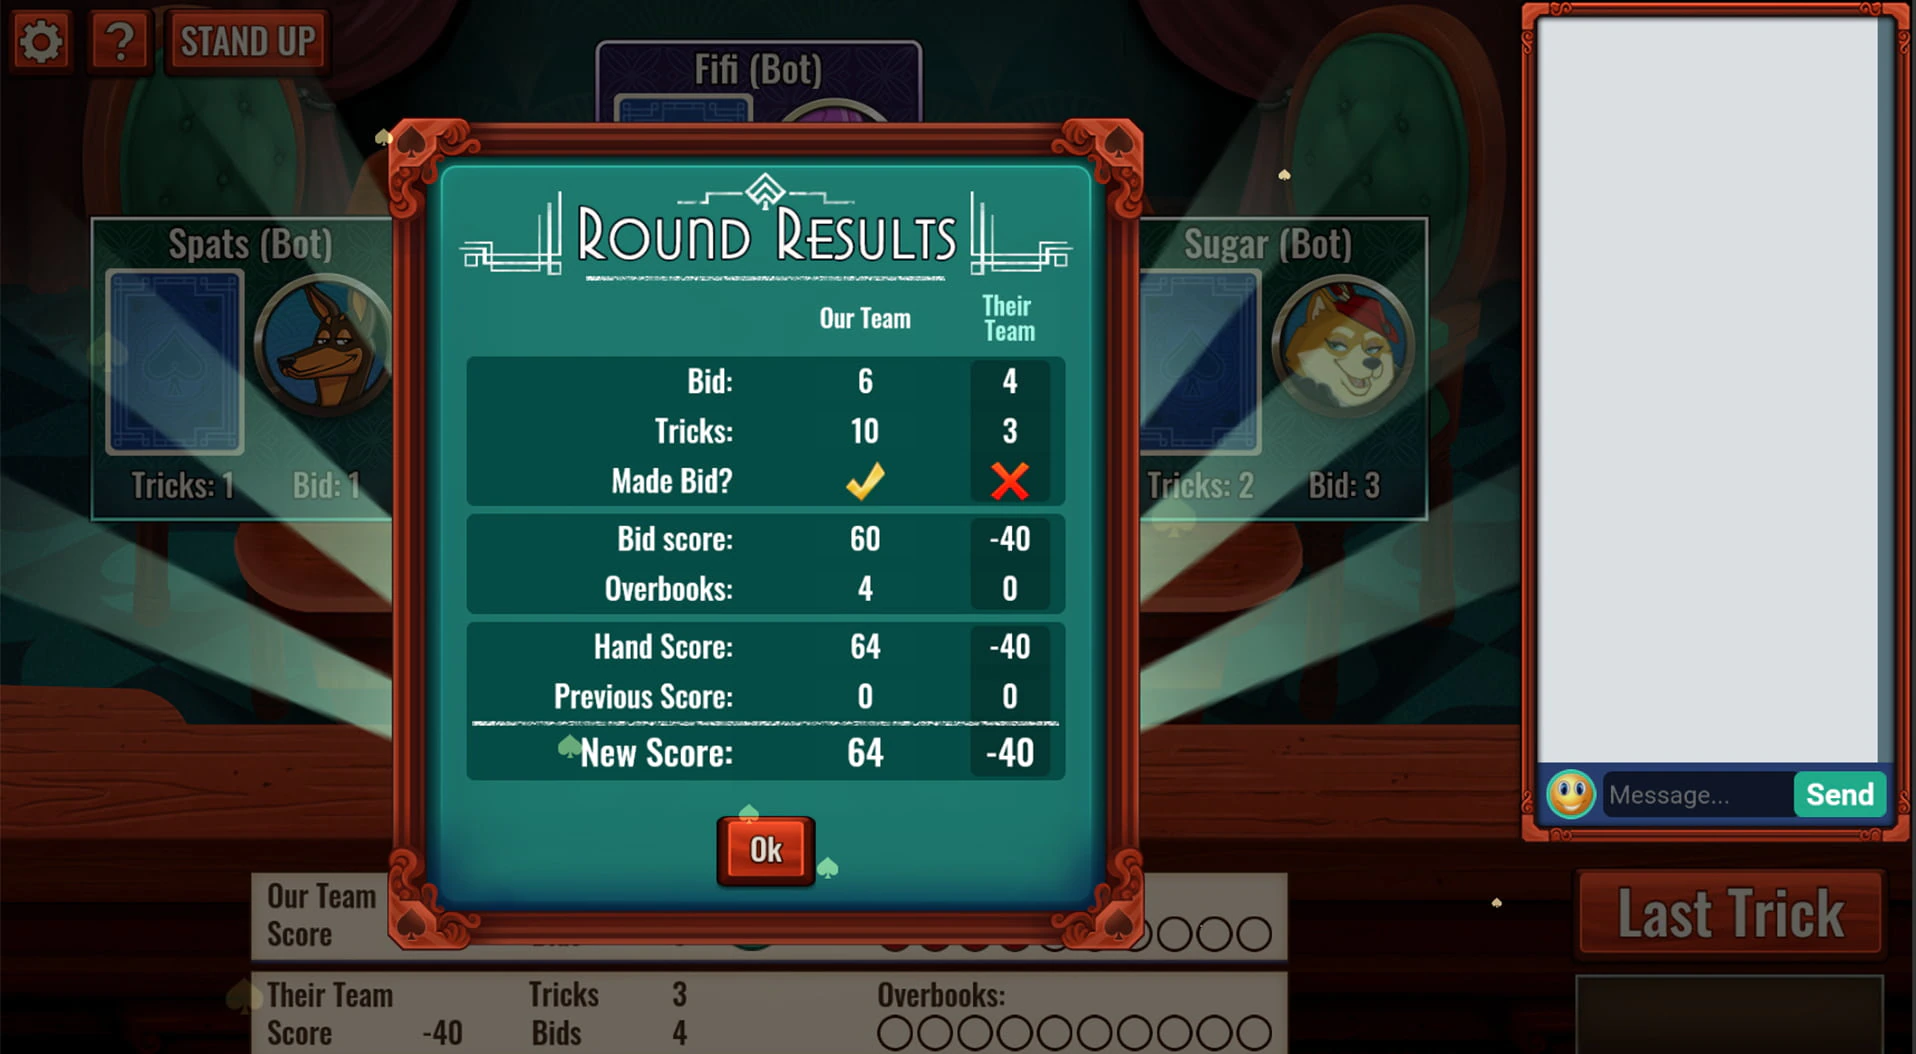 STAND UP
Fifi (Bot)
Spats (Bot)
Tricks: 1 Bid: 1
Sugar (Bot)
Tricks: 2 Bid: 3
ROUND RESULTS
Our Team Their Team
Bid: 6 4
Tricks: 10 3
Made Bid?
Bid score: 60 -40
Overbooks: 4 0
Hand Score: 64 -40
Previous Score: 0 0
New Score: 64 -40
Ok
Message...
Send
Our Team
Score
Their Team Tricks 3 Overbooks:
Score -40 Bids 4
Last Trick